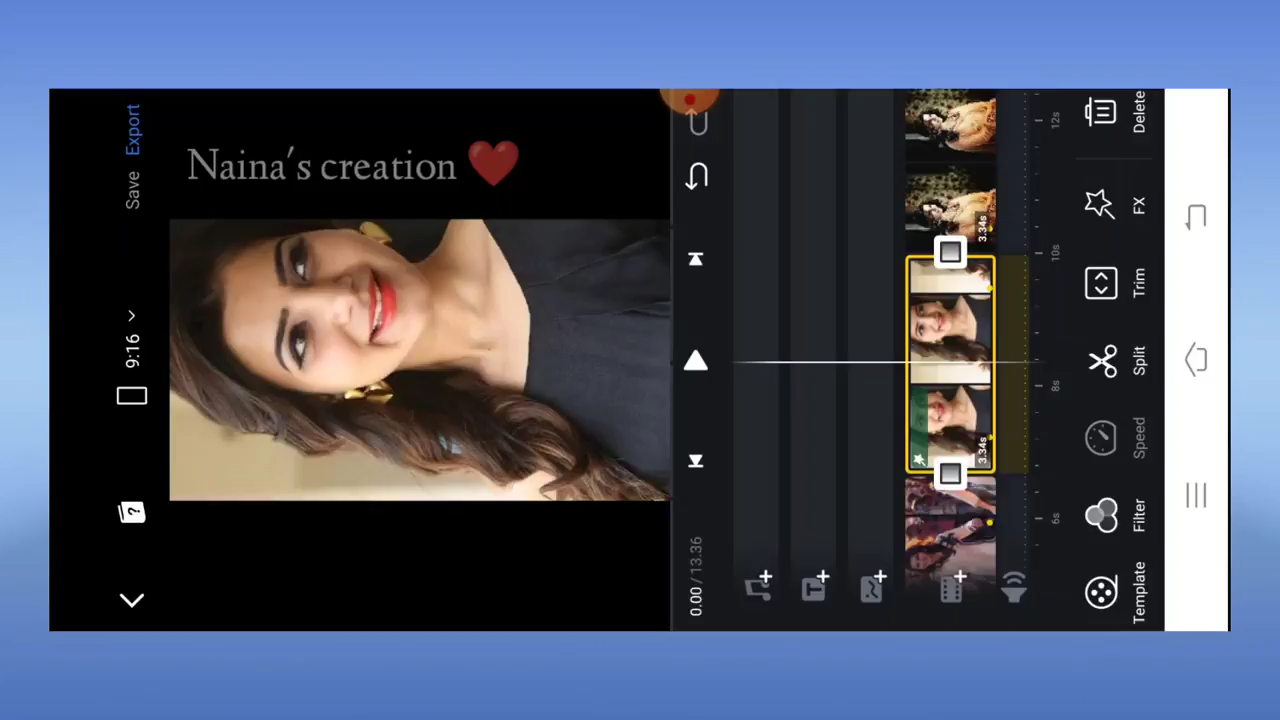 Naina's creation ❤️
Save Export
9:16
?
0.00 / 13.36
6s 8s 10s 12s
3.34s
3.34s
T
Template Filter Speed Split Trim FX Delete